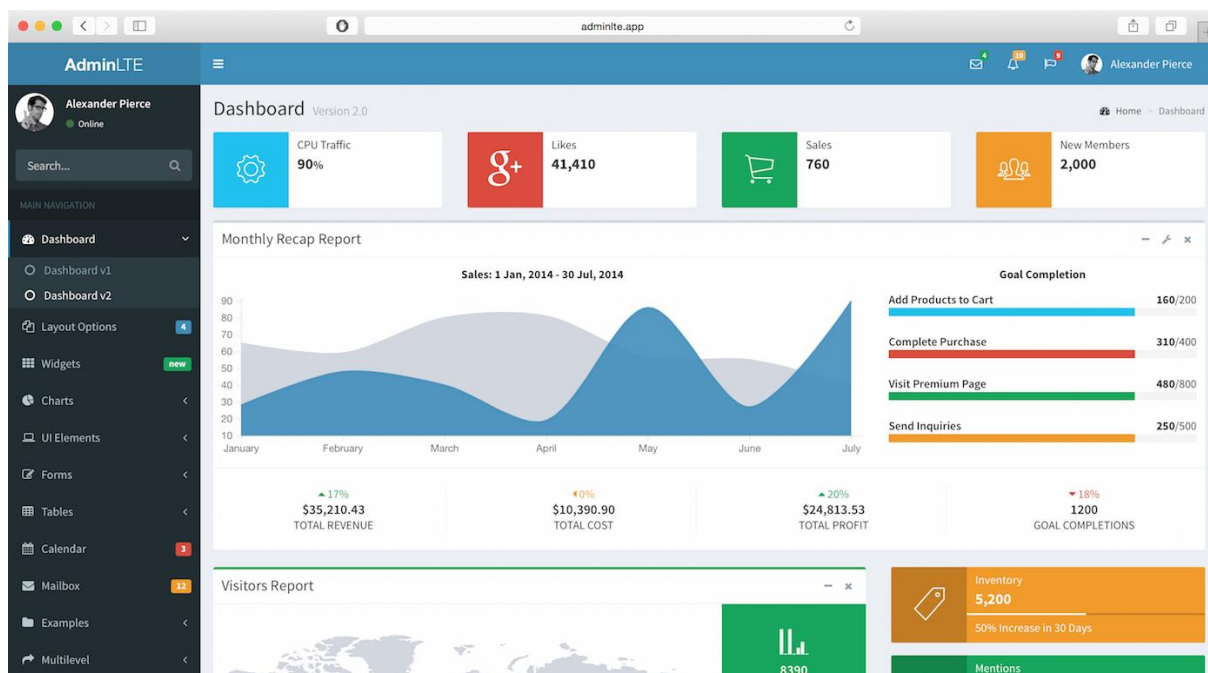 adminlte.app
AdminLTE
4
10
9
Alexander Pierce
Alexander Pierce
Online
Search...
MAIN NAVIGATION
Dashboard
Dashboard v1
Dashboard v2
Layout Options 4
Widgets new
Charts
UI Elements
Forms
Tables
Calendar 3
Mailbox 12
Examples
Multilevel
Dashboard Version 2.0
Home > Dashboard
CPU Traffic
90%
g+
Likes
41,410
Sales
760
New Members
2,000
Monthly Recap Report
Sales: 1 Jan, 2014 - 30 Jul, 2014
90
80
70
60
50
40
30
20
10
January February March April May June July
Goal Completion
Add Products to Cart 160/200
Complete Purchase 310/400
Visit Premium Page 480/800
Send Inquiries 250/500
17%
$35,210.43
TOTAL REVENUE
0%
$10,390.90
TOTAL COST
20%
$24,813.53
TOTAL PROFIT
18%
1200
GOAL COMPLETIONS
Visitors Report
8390
Inventory
5,200
50% Increase in 30 Days
Mentions